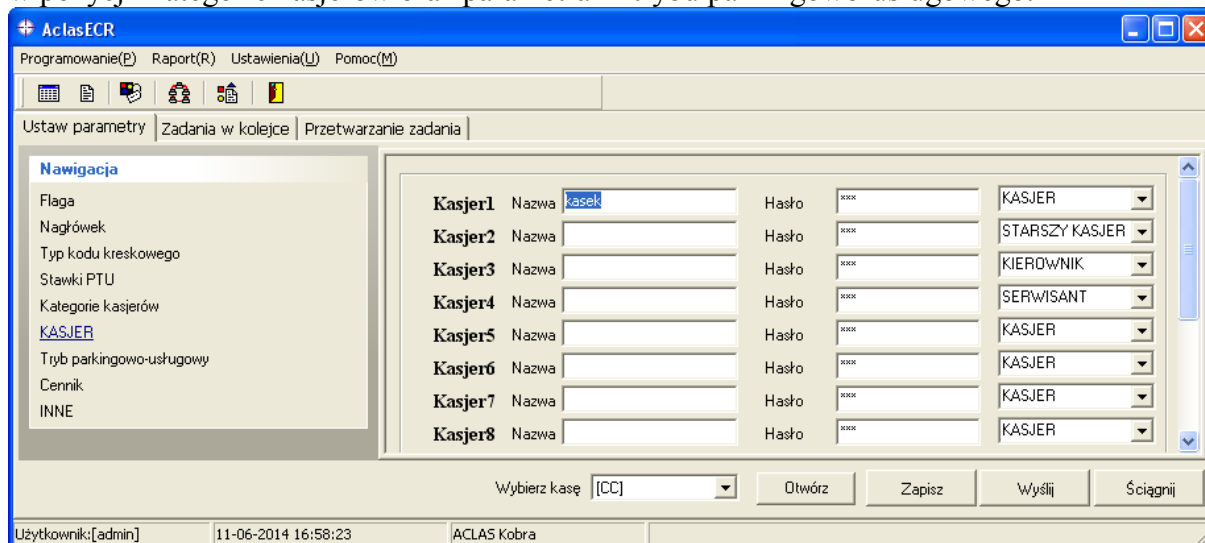 AclasECR
Programowanie(P) Raport(R) Ustawienia(U) Pomoc(M)
Ustaw parametry Zadania w kolejce Przetwarzanie zadania
Nawigacja
Flaga
Nagłówek
Typ kodu kreskowego
Stawki PTU
Kategorie kasjerów
KASJER
Tryb parkingowo-usługowy
Cennik
INNE
Kasjer1 Nazwa kasek Hasło *** KASJER
Kasjer2 Nazwa Hasło *** STARSZY KASJER
Kasjer3 Nazwa Hasło *** KIEROWNIK
Kasjer4 Nazwa Hasło *** SERWISANT
Kasjer5 Nazwa Hasło *** KASJER
Kasjer6 Nazwa Hasło *** KASJER
Kasjer7 Nazwa Hasło *** KASJER
Kasjer8 Nazwa Hasło *** KASJER
Wybierz kasę [CC] Otwórz Zapisz Wyślij Ściągnij
Użytkownik:[admin] 11-06-2014 16:58:23 ACLAS Kobra